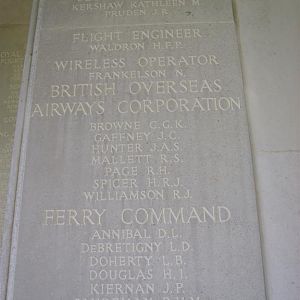 KERSHAW KATHLEEN M.
PRUDEN J.R.
FLIGHT ENGINEER
WALDRON H.F.P.
WIRELESS OPERATOR
FRANKELSON N.
BRITISH OVERSEAS
AIRWAYS CORPORATION
BROWNE C.G.K.
GAFFNEY J.C.
HUNTER J.A.S.
MALLETT R.S.
PAGE R.H.
SPICER H.R.J.
WILLIAMSON R.J.
FERRY COMMAND
ANNIBAL D.L.
DEBRETIGNY L.D.
DOHERTY L.B.
DOUGLAS H.J.
KIERNAN J.P.